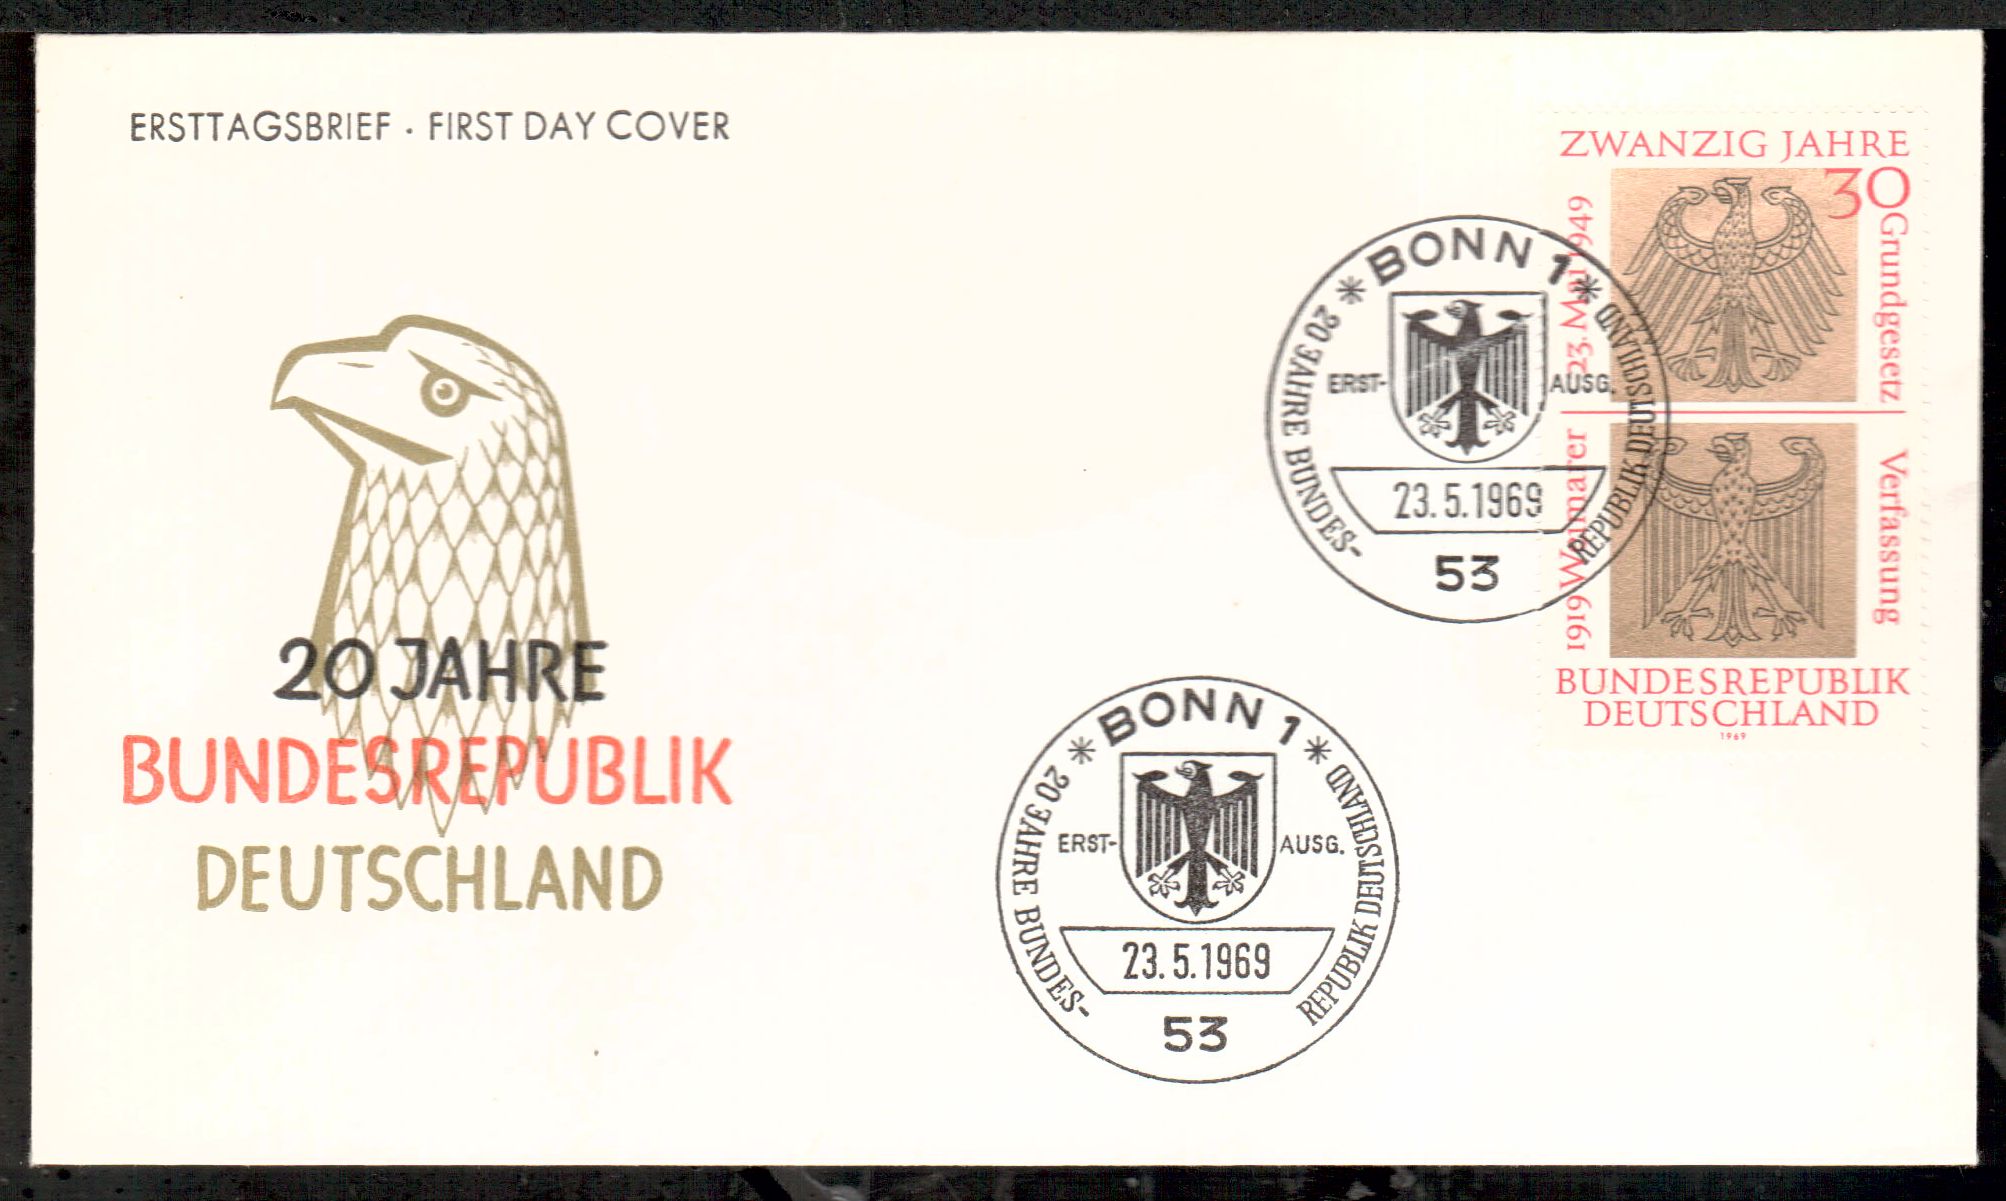 ERSTTAGSBRIEF · FIRST DAY COVER
20 JAHRE
BUNDESREPUBLIK
DEUTSCHLAND
BONN 1
20 JAHRE BUNDES-
REPUBLIK DEUTSCHLAND
ERST-
AUSG.
23.5.1969
53
ZWANZIG JAHRE
30
23. Mai 1949
Grundgesetz
1919 Weimarer
Verfassung
BUNDESREPUBLIK
DEUTSCHLAND
1969
BONN 1
20 JAHRE BUNDES-
REPUBLIK DEUTSCHLAND
ERST-
AUSG.
23.5.1969
53